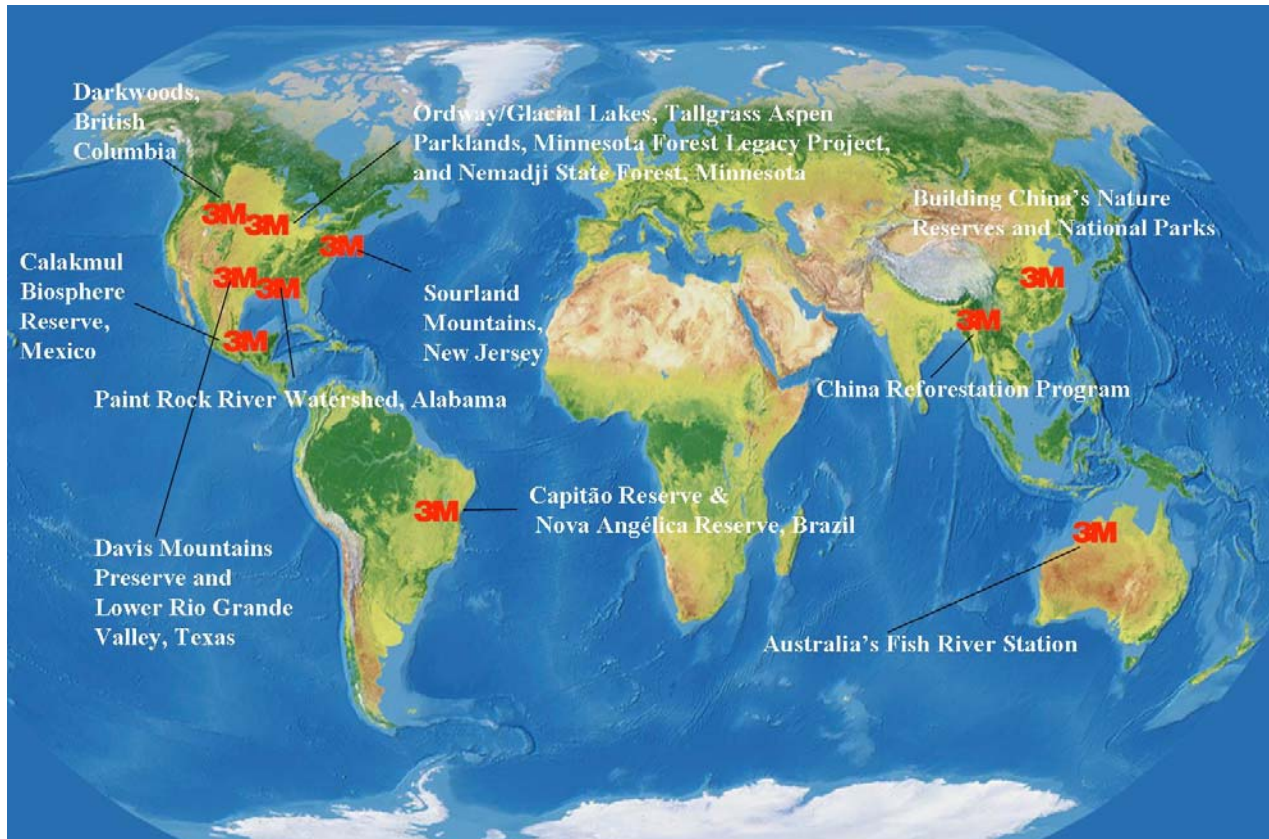 Darkwoods,
British
Columbia
Ordway/Glacial Lakes, Tallgrass Aspen
Parklands, Minnesota Forest Legacy Project,
and Nemadji State Forest, Minnesota
Building China’s Nature
Reserves and National Parks
3M
3M
3M
Calakmul
Biosphere
Reserve,
Mexico
3M
3M
3M
Sourland
Mountains,
New Jersey
3M
3M
China Reforestation Program
Paint Rock River Watershed, Alabama
Capitão Reserve &
Nova Angélica Reserve, Brazil
3M
3M
Davis Mountains
Preserve and
Lower Rio Grande
Valley, Texas
Australia’s Fish River Station